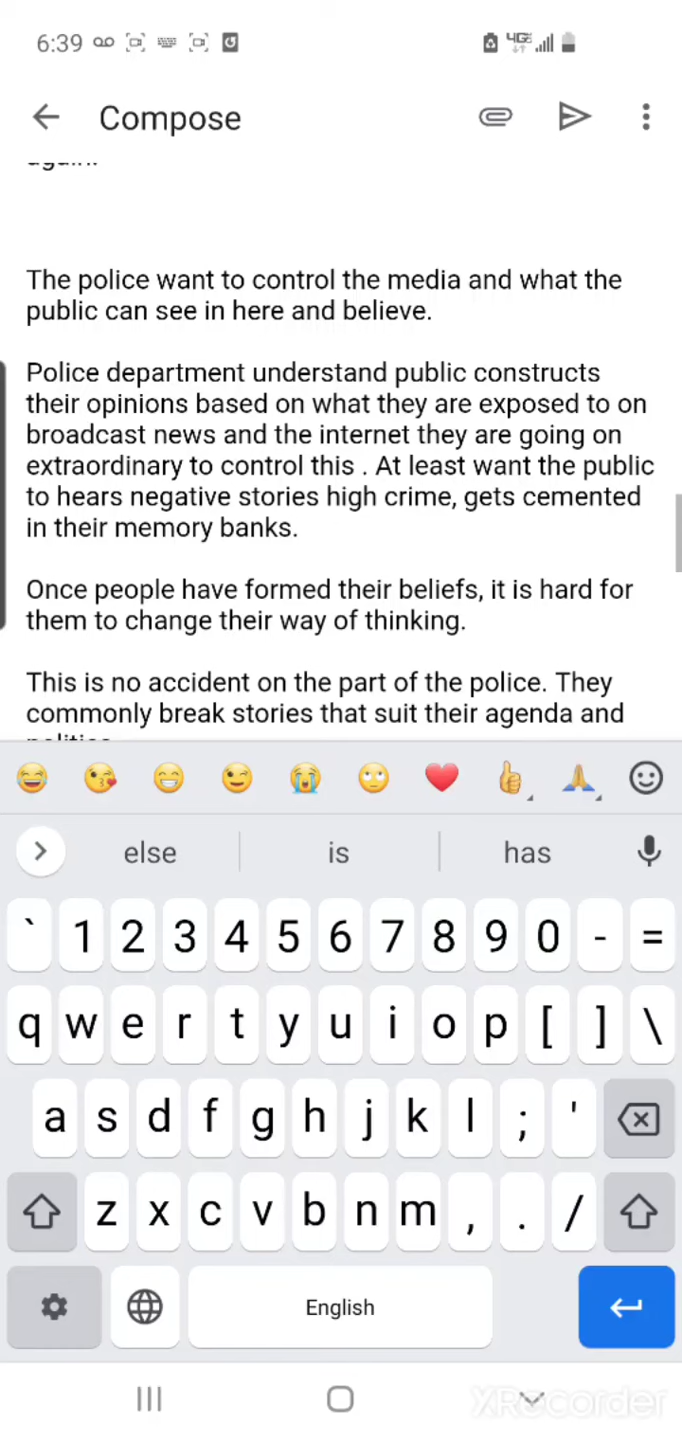 6:39
4GE
Compose
The police want to control the media and what the
public can see in here and believe.
Police department understand public constructs
their opinions based on what they are exposed to on
broadcast news and the internet they are going on
extraordinary to control this . At least want the public
to hears negative stories high crime, gets cemented
in their memory banks.
Once people have formed their beliefs, it is hard for
them to change their way of thinking.
This is no accident on the part of the police. They
commonly break stories that suit their agenda and
else is has
` 1 2 3 4 5 6 7 8 9 0 - =
q w e r t y u i o p [ ] \
a s d f g h j k l ; '
z x c v b n m , . /
English
XRecorder